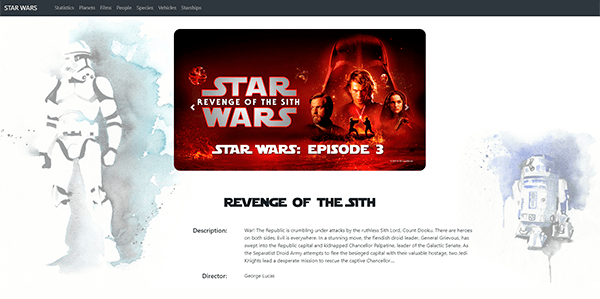 STAR WARS Statistics Planets Films People Species Vehicles Starships
STAR
REVENGE OF THE SITH
WARS
STAR WARS: EPISODE 3
REVENGE OF THE SITH
Description: War! The Republic is crumbling under attacks by the ruthless Sith Lord, Count Dooku. There are heroes
on both sides. Evil is everywhere. In a stunning move, the fiendish droid leader, General Grievous, has
swept into the Republic capital and kidnapped Chancellor Palpatine, leader of the Galactic Senate. As
the Separatist Droid Army attempts to flee the besieged capital with their valuable hostage, two Jedi
Knights lead a desperate mission to rescue the captive Chancellor....
Director: George Lucas